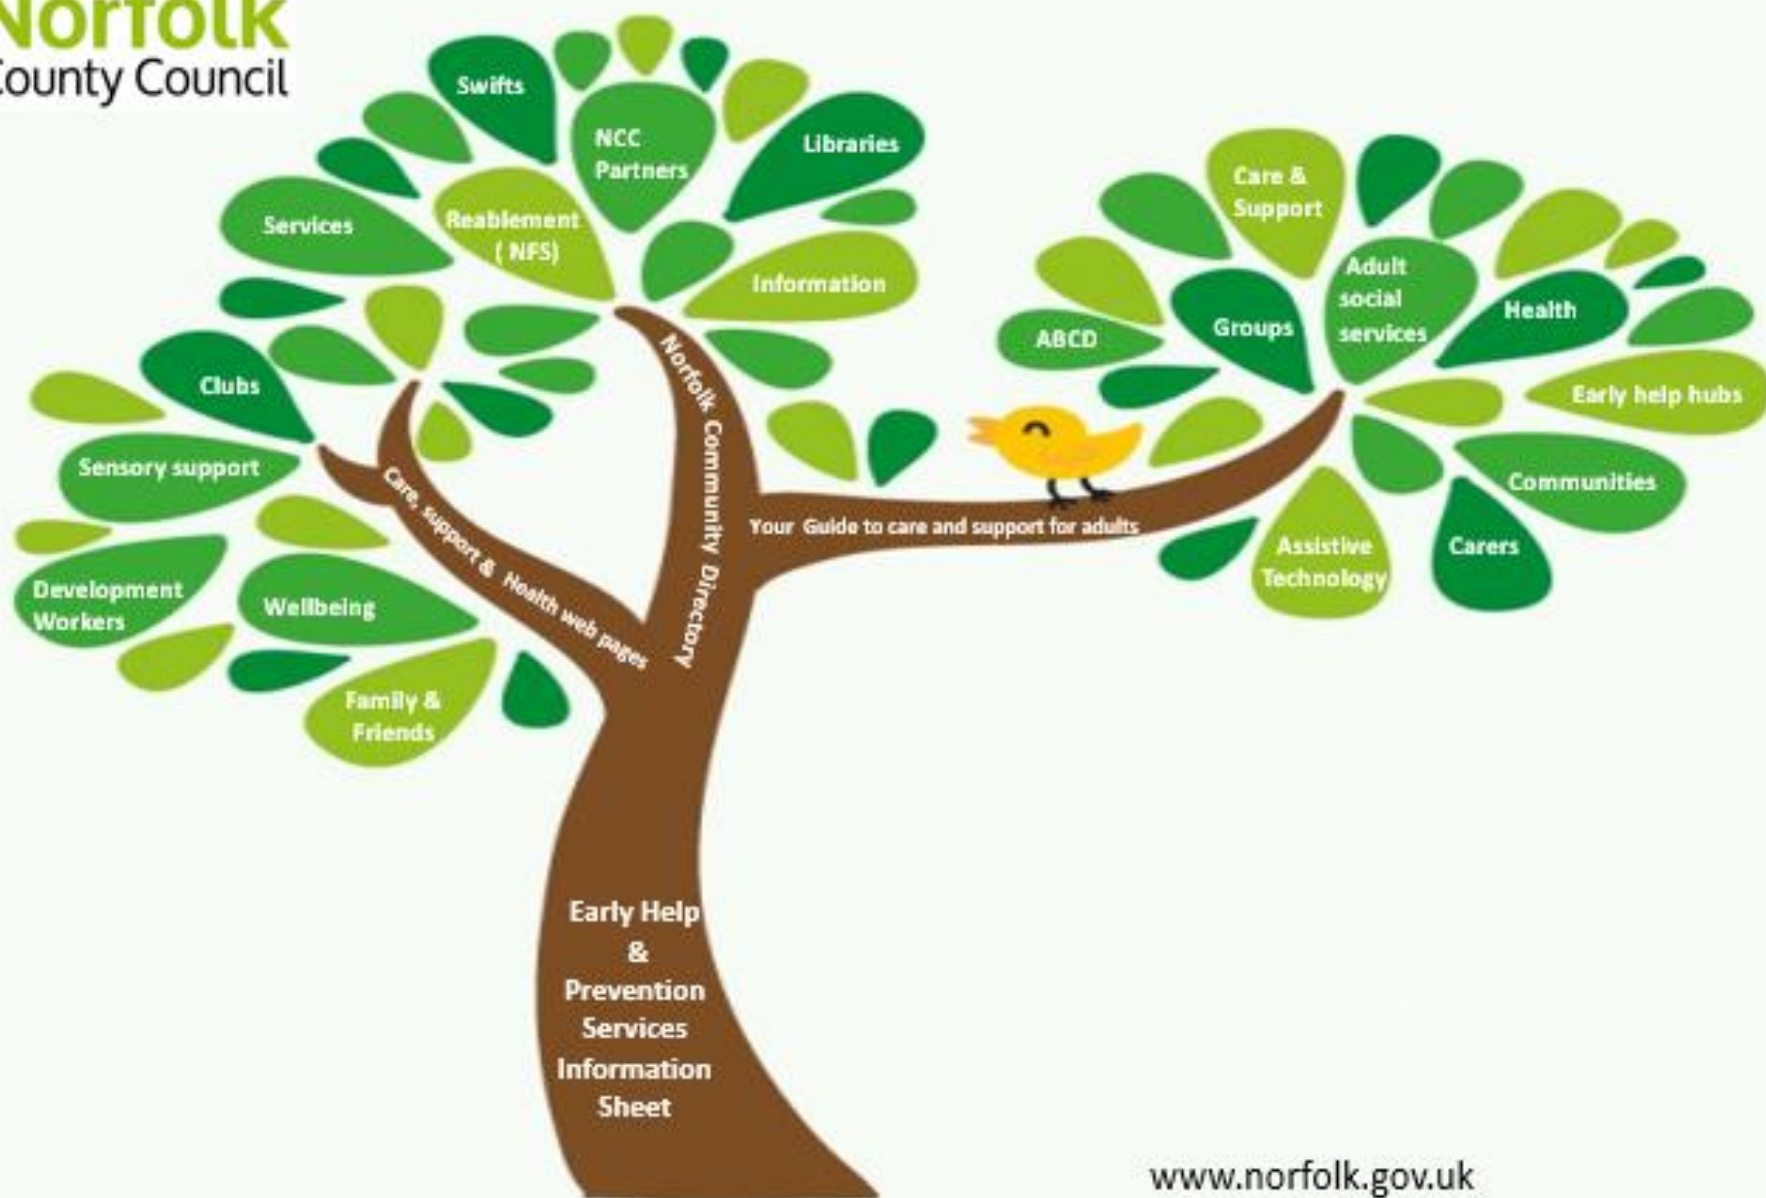 Norfolk
County Council
Swifts
NCC
Partners
Libraries
Services
Reablement
( NFS)
Information
Clubs
Sensory support
Development
Workers
Wellbeing
Family &
Friends
Care, support & Health web pages
Norfolk Community Directory
Your Guide to care and support for adults
Care &
Support
Adult
social
services
Health
Groups
ABCD
Early help hubs
Communities
Carers
Assistive
Technology
Early Help
&
Prevention
Services
Information
Sheet
www.norfolk.gov.uk